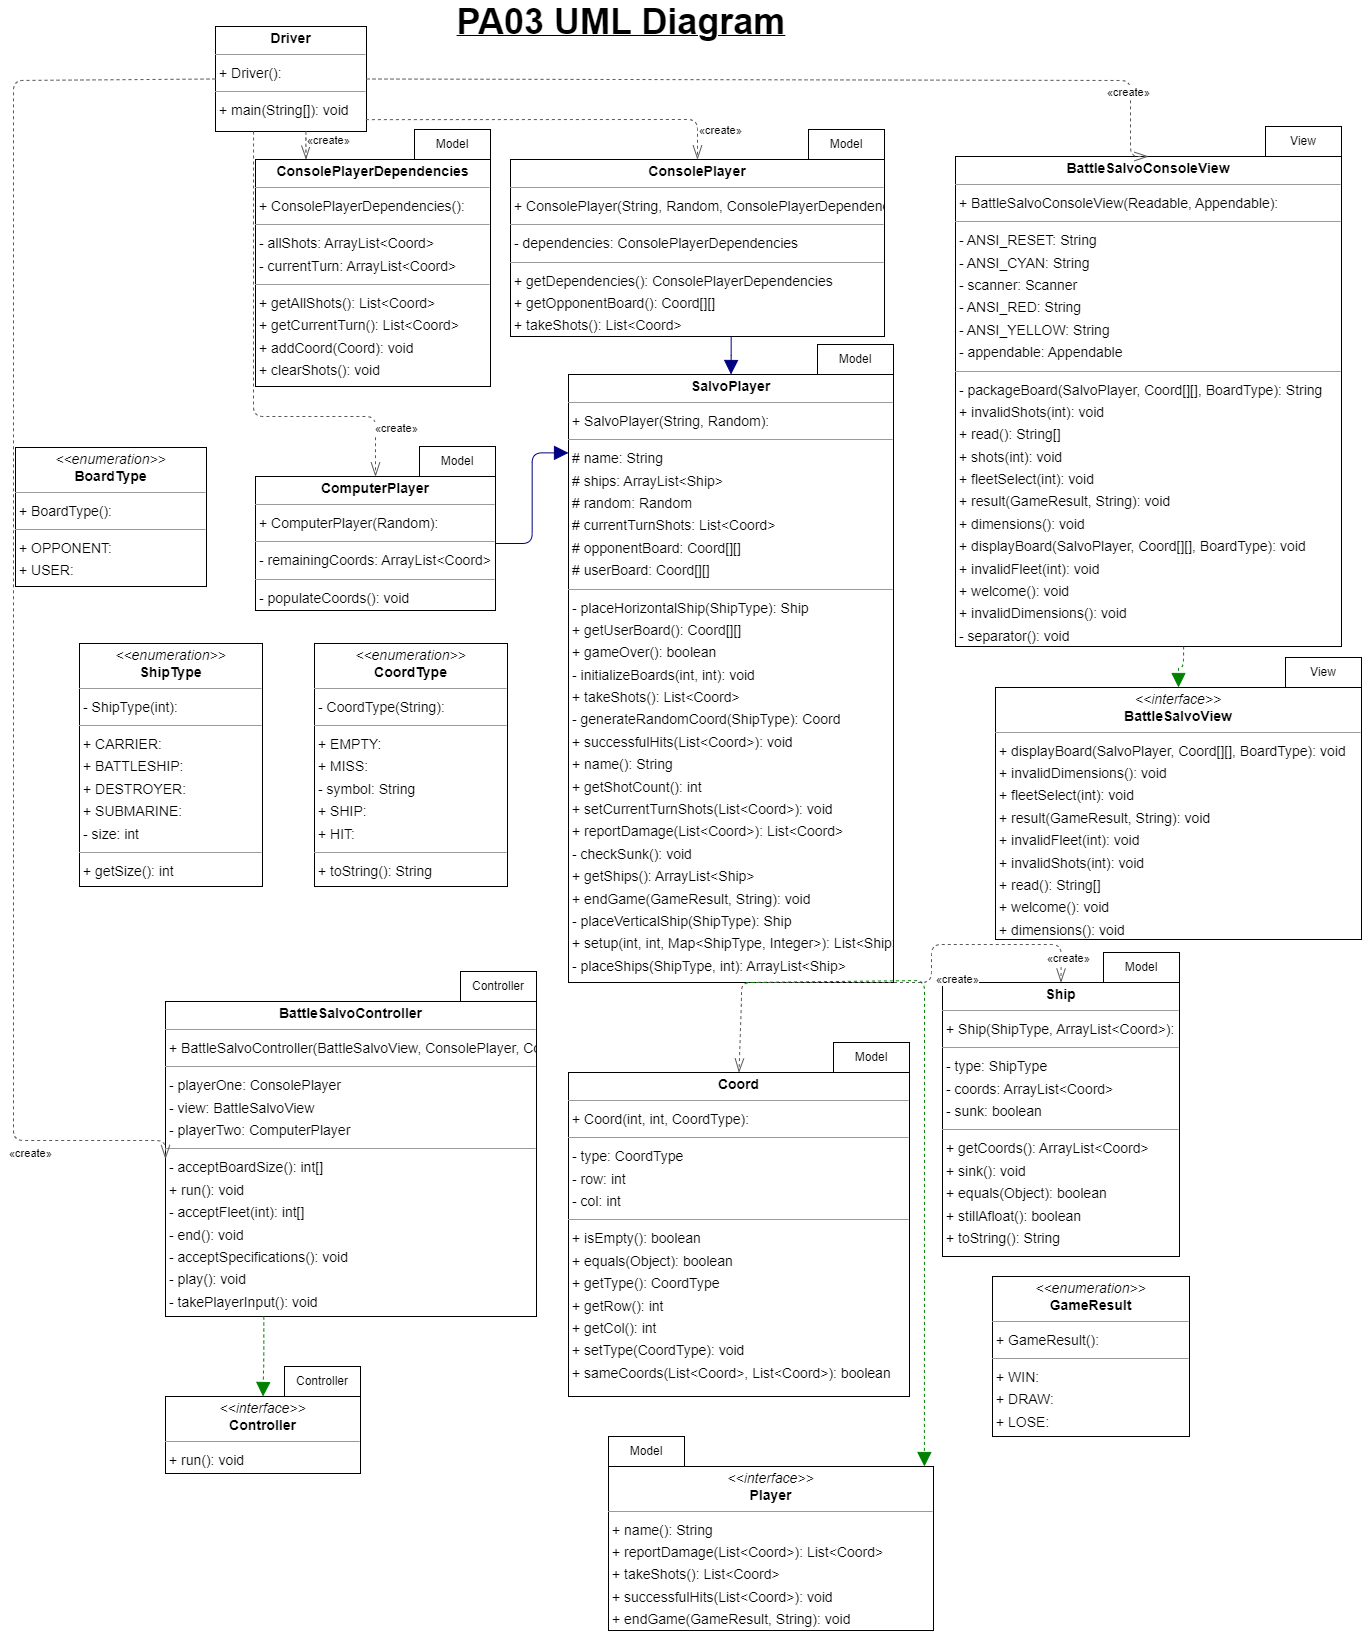 PA03 UML Diagram
Driver
+ Driver():
+ main(String[]): void
«create»
«create»
«create»
Model
ConsolePlayerDependencies
+ ConsolePlayerDependencies():
- allShots: ArrayList<Coord>
- currentTurn: ArrayList<Coord>
+ getAllShots(): List<Coord>
+ getCurrentTurn(): List<Coord>
+ addCoord(Coord): void
+ clearShots(): void
Model
ConsolePlayer
+ ConsolePlayer(String, Random, ConsolePlayerDependen
- dependencies: ConsolePlayerDependencies
+ getDependencies(): ConsolePlayerDependencies
+ getOpponentBoard(): Coord[][]
+ takeShots(): List<Coord>
View
BattleSalvoConsoleView
+ BattleSalvoConsoleView(Readable, Appendable):
- ANSI_RESET: String
- ANSI_CYAN: String
- scanner: Scanner
- ANSI_RED: String
- ANSI_YELLOW: String
- appendable: Appendable
- packageBoard(SalvoPlayer, Coord[][], BoardType): String
+ invalidShots(int): void
+ read(): String[]
+ shots(int): void
+ fleetSelect(int): void
+ result(GameResult, String): void
+ dimensions(): void
+ displayBoard(SalvoPlayer, Coord[][], BoardType): void
+ invalidFleet(int): void
+ welcome(): void
+ invalidDimensions(): void
- separator(): void
«create»
<<enumeration>>
BoardType
+ BoardType():
+ OPPONENT:
+ USER:
Model
ComputerPlayer
+ ComputerPlayer(Random):
- remainingCoords: ArrayList<Coord>
- populateCoords(): void
Model
SalvoPlayer
+ SalvoPlayer(String, Random):
# name: String
# ships: ArrayList<Ship>
# random: Random
# currentTurnShots: List<Coord>
# opponentBoard: Coord[][]
# userBoard: Coord[][]
- placeHorizontalShip(ShipType): Ship
+ getUserBoard(): Coord[][]
+ gameOver(): boolean
- initializeBoards(int, int): void
+ takeShots(): List<Coord>
- generateRandomCoord(ShipType): Coord
+ successfulHits(List<Coord>): void
+ name(): String
+ getShotCount(): int
+ setCurrentTurnShots(List<Coord>): void
+ reportDamage(List<Coord>): List<Coord>
- checkSunk(): void
+ getShips(): ArrayList<Ship>
+ endGame(GameResult, String): void
- placeVerticalShip(ShipType): Ship
+ setup(int, int, Map<ShipType, Integer>): List<Ship
- placeShips(ShipType, int): ArrayList<Ship>
<<enumeration>>
ShipType
- ShipType(int):
+ CARRIER:
+ BATTLESHIP:
+ DESTROYER:
+ SUBMARINE:
- size: int
+ getSize(): int
<<enumeration>>
CoordType
- CoordType(String):
+ EMPTY:
+ MISS:
- symbol: String
+ SHIP:
+ HIT:
+ toString(): String
View
<<interface>>
BattleSalvoView
+ displayBoard(SalvoPlayer, Coord[][], BoardType): void
+ invalidDimensions(): void
+ fleetSelect(int): void
+ result(GameResult, String): void
+ invalidFleet(int): void
+ invalidShots(int): void
+ read(): String[]
+ welcome(): void
+ dimensions(): void
«create»
«create»
Model
Ship
+ Ship(ShipType, ArrayList<Coord>):
- type: ShipType
- coords: ArrayList<Coord>
- sunk: boolean
+ getCoords(): ArrayList<Coord>
+ sink(): void
+ equals(Object): boolean
+ stillAfloat(): boolean
+ toString(): String
Controller
BattleSalvoController
+ BattleSalvoController(BattleSalvoView, ConsolePlayer, Co
- playerOne: ConsolePlayer
- view: BattleSalvoView
- playerTwo: ComputerPlayer
- acceptBoardSize(): int[]
+ run(): void
- acceptFleet(int): int[]
- end(): void
- acceptSpecifications(): void
- play(): void
- takePlayerInput(): void
«create»
Model
Coord
+ Coord(int, int, CoordType):
- type: CoordType
- row: int
- col: int
+ isEmpty(): boolean
+ equals(Object): boolean
+ getType(): CoordType
+ getRow(): int
+ getCol(): int
+ setType(CoordType): void
+ sameCoords(List<Coord>, List<Coord>): boolean
<<enumeration>>
GameResult
+ GameResult():
+ WIN:
+ DRAW:
+ LOSE:
Controller
<<interface>>
Controller
+ run(): void
Model
<<interface>>
Player
+ name(): String
+ reportDamage(List<Coord>): List<Coord>
+ takeShots(): List<Coord>
+ successfulHits(List<Coord>): void
+ endGame(GameResult, String): void